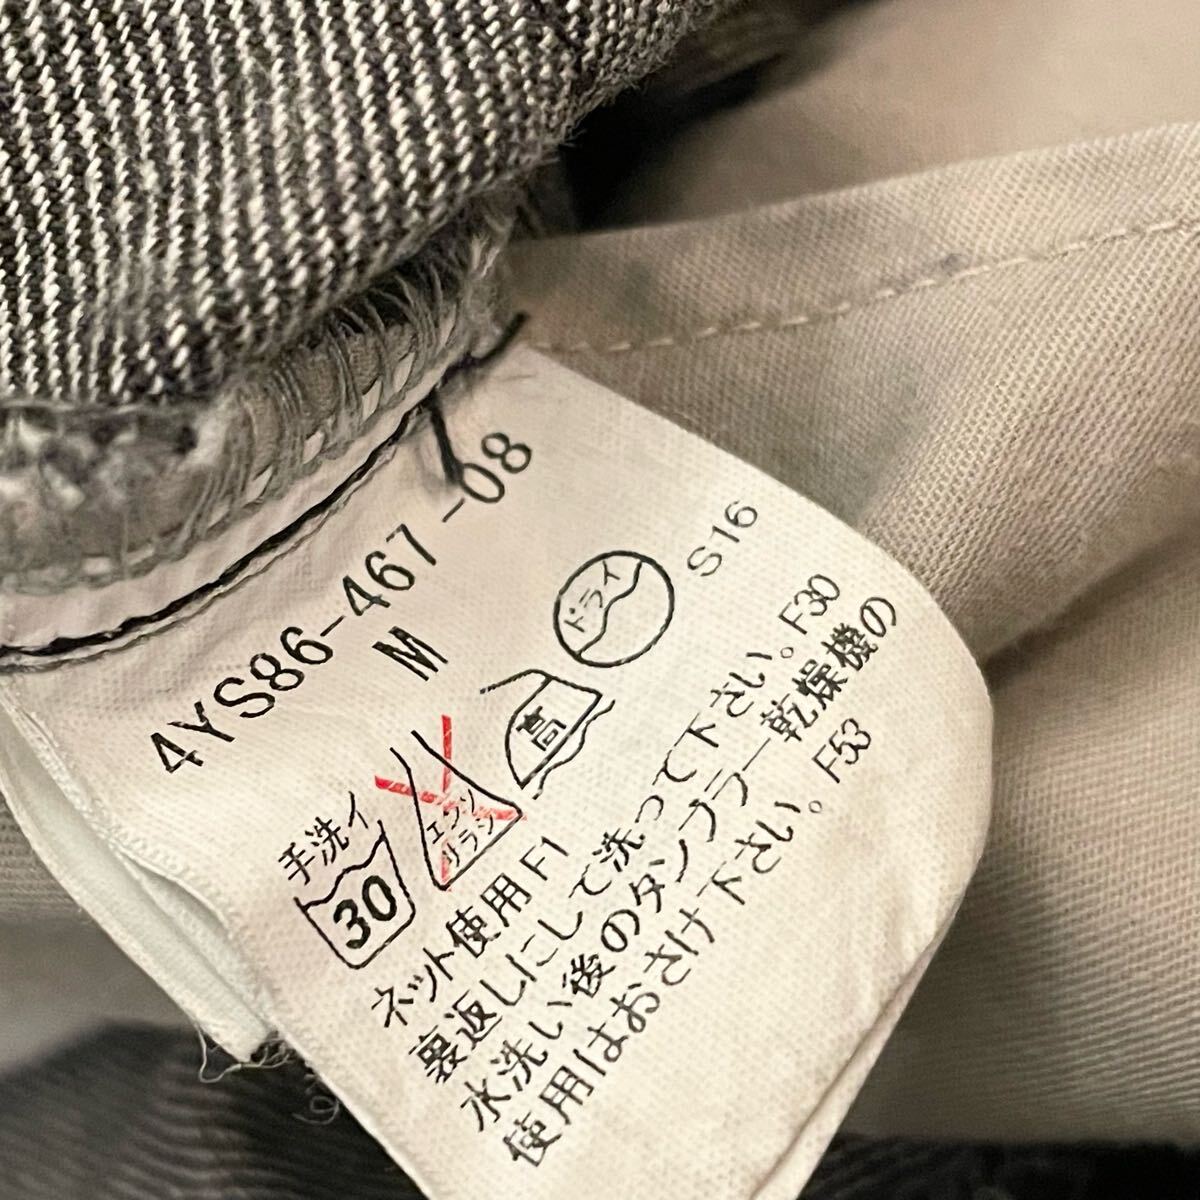 4YS86-467-08
M
手洗イ
30
エンソ
サラシ
高
ドライ
S16
ネット使用 F1
裏返しにして洗って下さい。F30
水洗い後のタンブラー乾燥機の
使用はおさけ下さい。F53